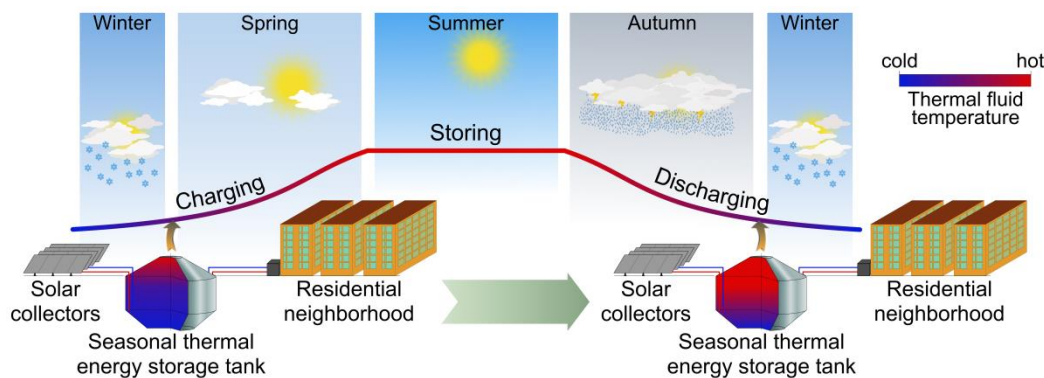 Winter
Spring
Summer
Autumn
Winter
cold
hot
Thermal fluid
temperature
Storing
Charging
Discharging
Solar
collectors
Residential
neighborhood
Seasonal thermal
energy storage tank
Solar
collectors
Residential
neighborhood
Seasonal thermal
energy storage tank